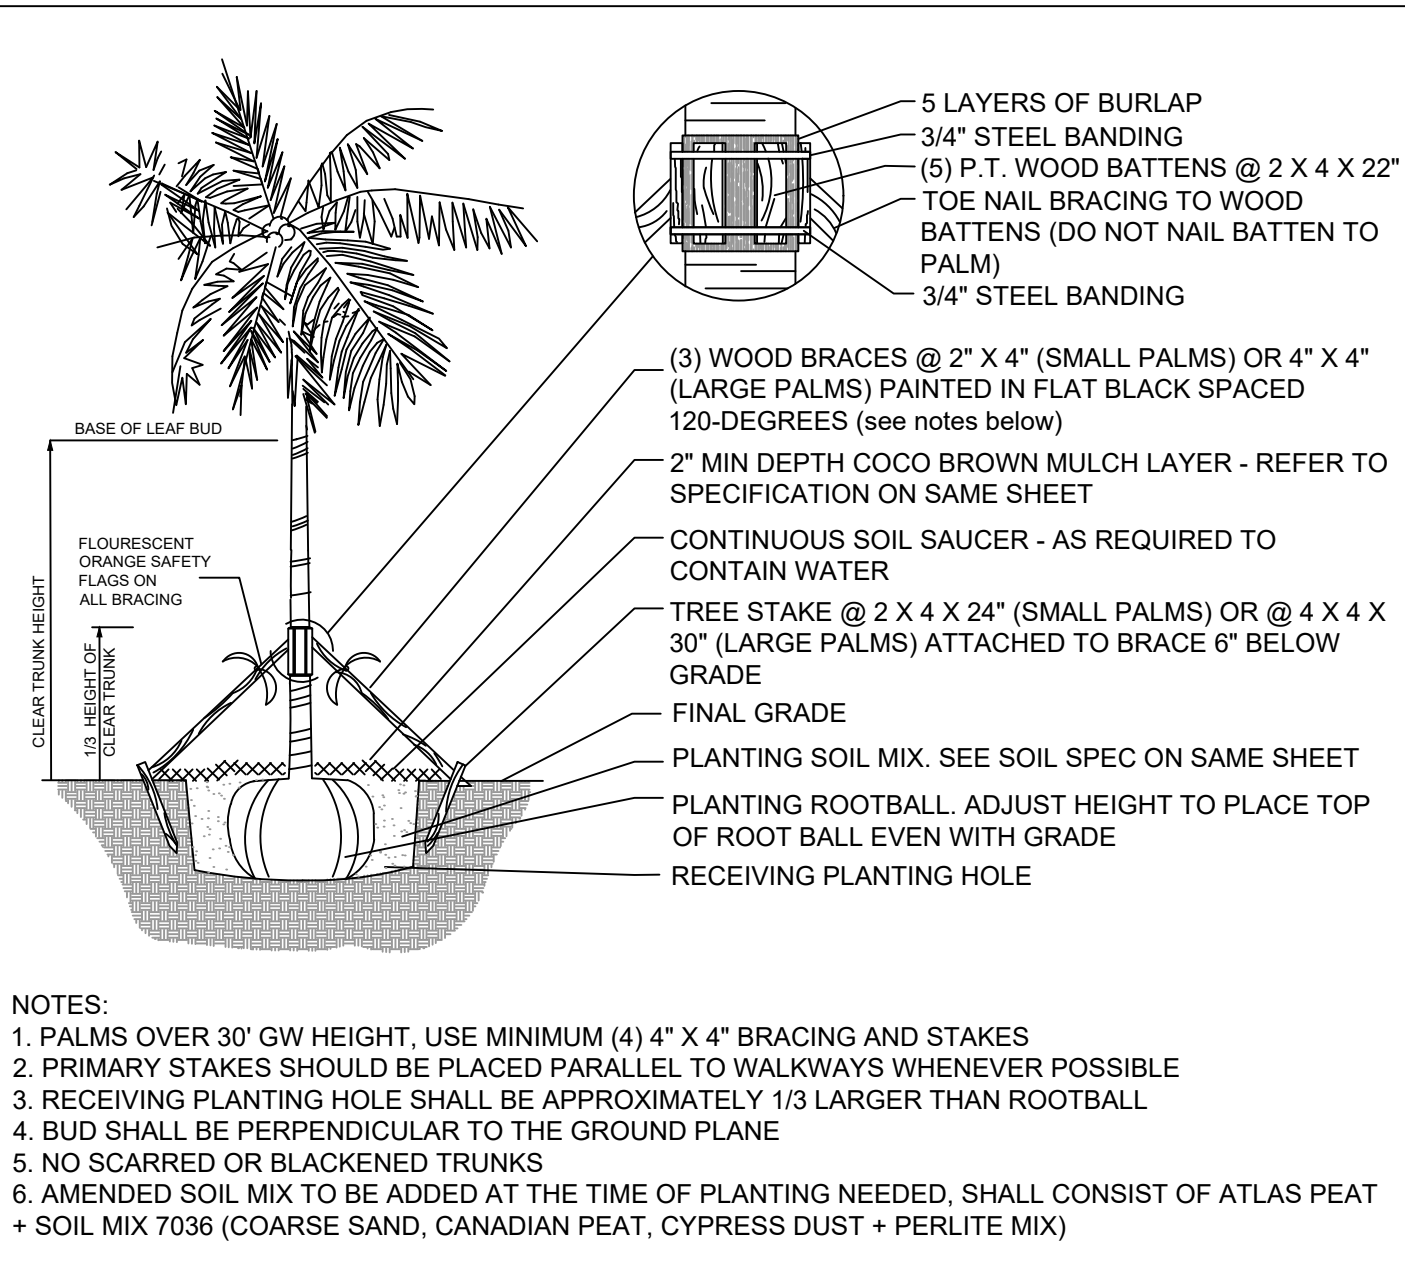 5 LAYERS OF BURLAP
3/4" STEEL BANDING
(5) P.T. WOOD BATTENS @ 2 X 4 X 22"
TOE NAIL BRACING TO WOOD
BATTENS (DO NOT NAIL BATTEN TO
PALM)
3/4" STEEL BANDING
(3) WOOD BRACES @ 2" X 4" (SMALL PALMS) OR 4" X 4"
(LARGE PALMS) PAINTED IN FLAT BLACK SPACED
120-DEGREES (see notes below)
BASE OF LEAF BUD
2" MIN DEPTH COCO BROWN MULCH LAYER - REFER TO
SPECIFICATION ON SAME SHEET
FLOURESCENT
ORANGE SAFETY
FLAGS ON
ALL BRACING
CONTINUOUS SOIL SAUCER - AS REQUIRED TO
CONTAIN WATER
CLEAR TRUNK HEIGHT
1/3 HEIGHT OF
CLEAR TRUNK
TREE STAKE @ 2 X 4 X 24" (SMALL PALMS) OR @ 4 X 4 X
30" (LARGE PALMS) ATTACHED TO BRACE 6" BELOW
GRADE
FINAL GRADE
PLANTING SOIL MIX. SEE SOIL SPEC ON SAME SHEET
PLANTING ROOTBALL. ADJUST HEIGHT TO PLACE TOP
OF ROOT BALL EVEN WITH GRADE
RECEIVING PLANTING HOLE
NOTES:
1. PALMS OVER 30' GW HEIGHT, USE MINIMUM (4) 4" X 4" BRACING AND STAKES
2. PRIMARY STAKES SHOULD BE PLACED PARALLEL TO WALKWAYS WHENEVER POSSIBLE
3. RECEIVING PLANTING HOLE SHALL BE APPROXIMATELY 1/3 LARGER THAN ROOTBALL
4. BUD SHALL BE PERPENDICULAR TO THE GROUND PLANE
5. NO SCARRED OR BLACKENED TRUNKS
6. AMENDED SOIL MIX TO BE ADDED AT THE TIME OF PLANTING NEEDED, SHALL CONSIST OF ATLAS PEAT
+ SOIL MIX 7036 (COARSE SAND, CANADIAN PEAT, CYPRESS DUST + PERLITE MIX)